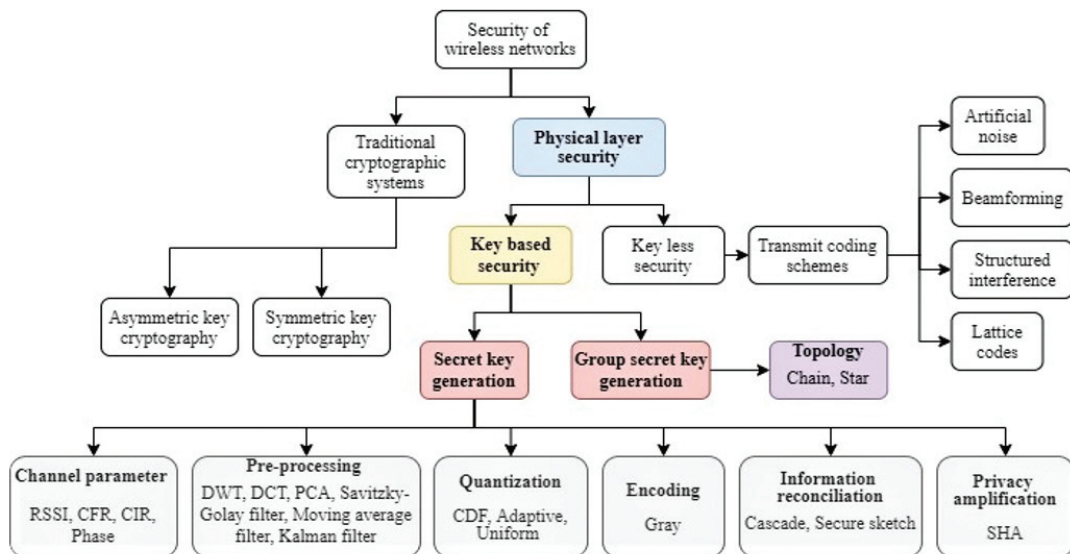 Security of
wireless networks
Traditional
cryptographic
systems
Physical layer
security
Artificial
noise
Beamforming
Key based
security
Key less
security
Transmit coding
schemes
Structured
interference
Asymmetric key
cryptography
Symmetric key
cryptography
Lattice
codes
Secret key
generation
Group secret key
generation
Topology
Chain, Star
Channel parameter
RSSI, CFR, CIR,
Phase
Pre-processing
DWT, DCT, PCA, Savitzky-
Golay filter, Moving average
filter, Kalman filter
Quantization
CDF, Adaptive,
Uniform
Encoding
Gray
Information
reconciliation
Cascade, Secure sketch
Privacy
amplification
SHA